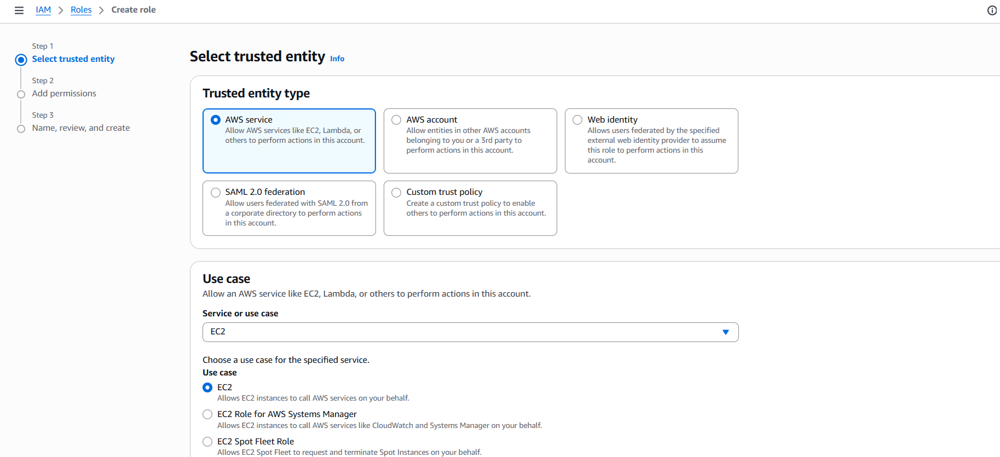 IAM > Roles > Create role
Step 1
Select trusted entity
Step 2
Add permissions
Step 3
Name, review, and create
Select trusted entity Info
Trusted entity type
AWS service
Allow AWS services like EC2, Lambda, or
others to perform actions in this account.
AWS account
Allow entities in other AWS accounts
belonging to you or a 3rd party to
perform actions in this account.
Web identity
Allows users federated by the specified
external web identity provider to assume
this role to perform actions in this
account.
SAML 2.0 federation
Allow users federated with SAML 2.0 from
a corporate directory to perform actions
in this account.
Custom trust policy
Create a custom trust policy to enable
others to perform actions in this account.
Use case
Allow an AWS service like EC2, Lambda, or others to perform actions in this account.
Service or use case
EC2
Choose a use case for the specified service.
Use case
EC2
Allows EC2 instances to call AWS services on your behalf.
EC2 Role for AWS Systems Manager
Allows EC2 instances to call AWS services like CloudWatch and Systems Manager on your behalf.
EC2 Spot Fleet Role
Allows EC2 Spot Fleet to request and terminate Spot Instances on your behalf.